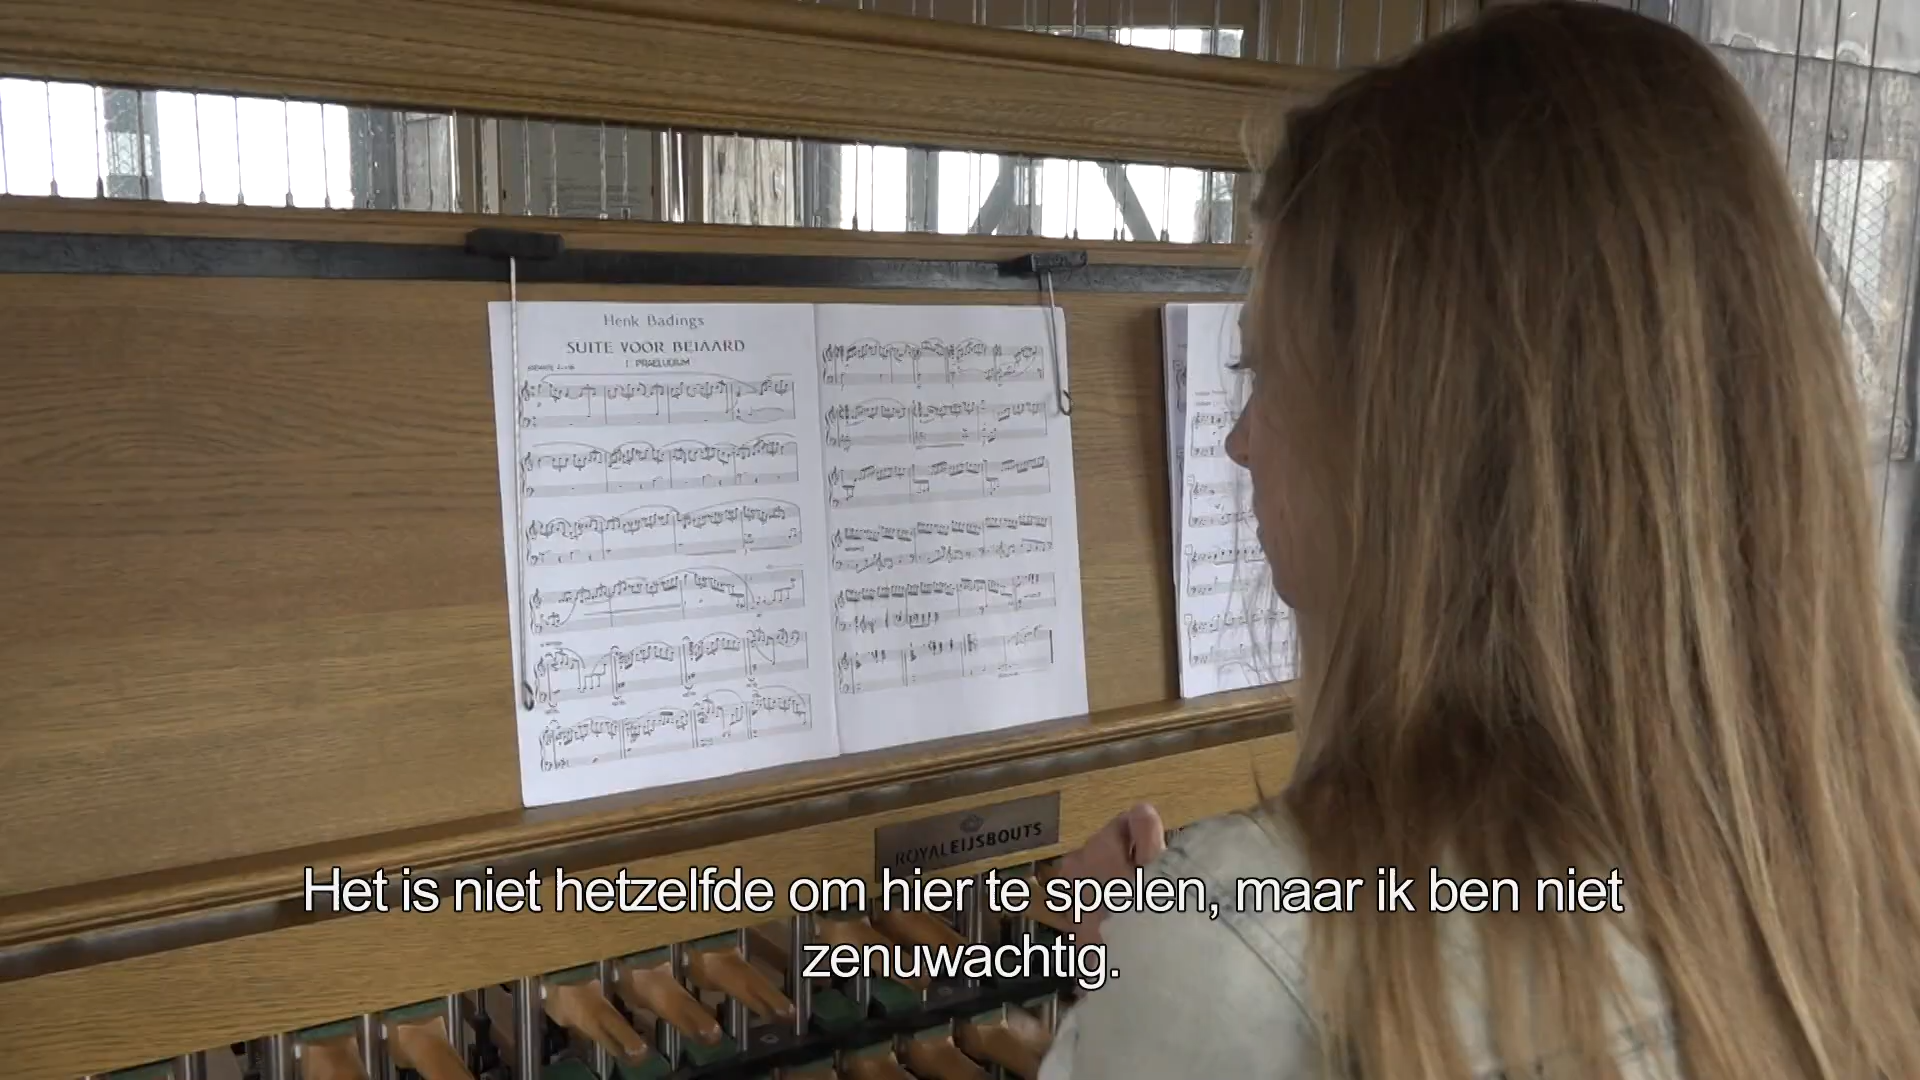 Henk Badings
SUITE VOOR BEIAARD
I PRAELUDIUM
ROYAL EIJSBOUTS
Het is niet hetzelfde om hier te spelen, maar ik ben niet
zenuwachtig.